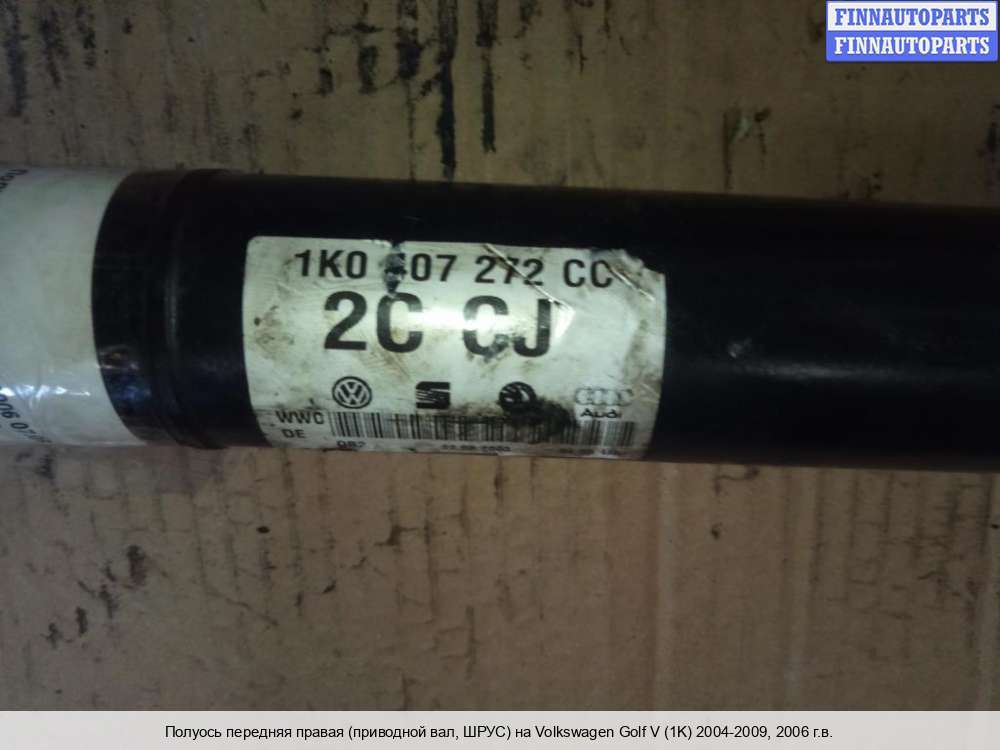 FINNAUTOPARTS
FINNAUTOPARTS
1K0 407 272 CC
2C CJ
Audi
WWC
DE
Полуось передняя правая (приводной вал, ШРУС) на Volkswagen Golf V (1K) 2004-2009, 2006 г.в.